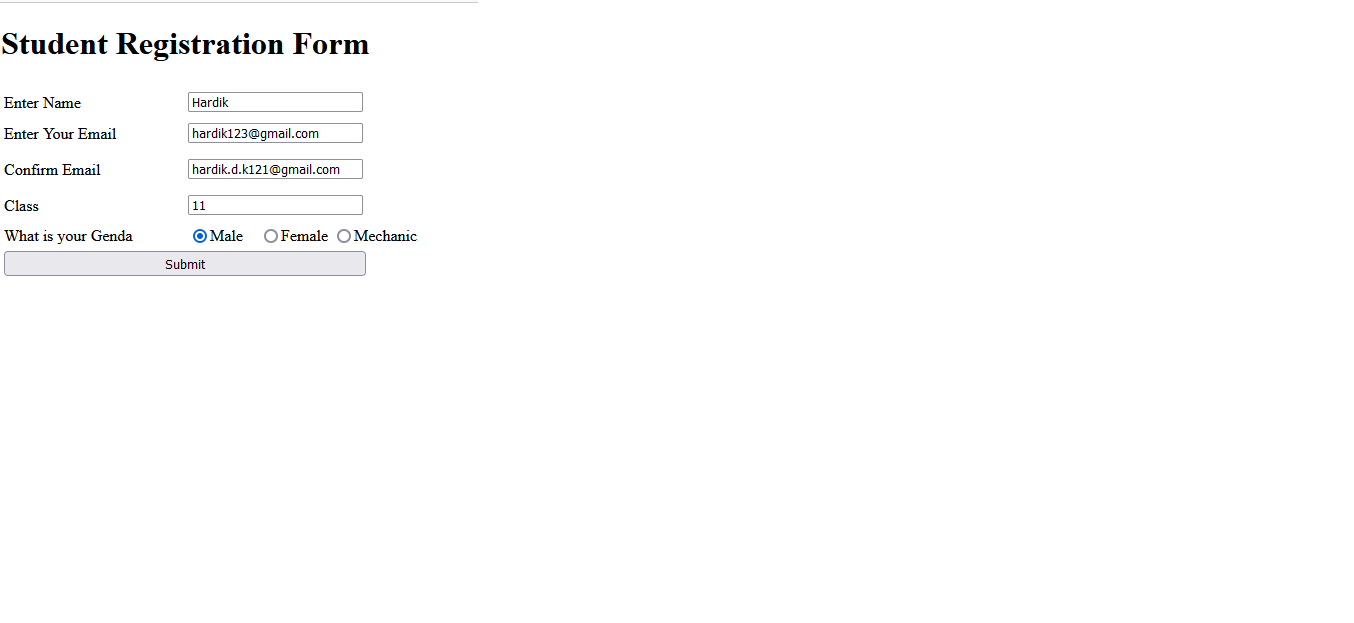 Student Registration Form
Enter Name Hardik
Enter Your Email hardik123@gmail.com
Confirm Email hardik.d.k121@gmail.com
Class 11
What is your Genda Male Female Mechanic
Submit